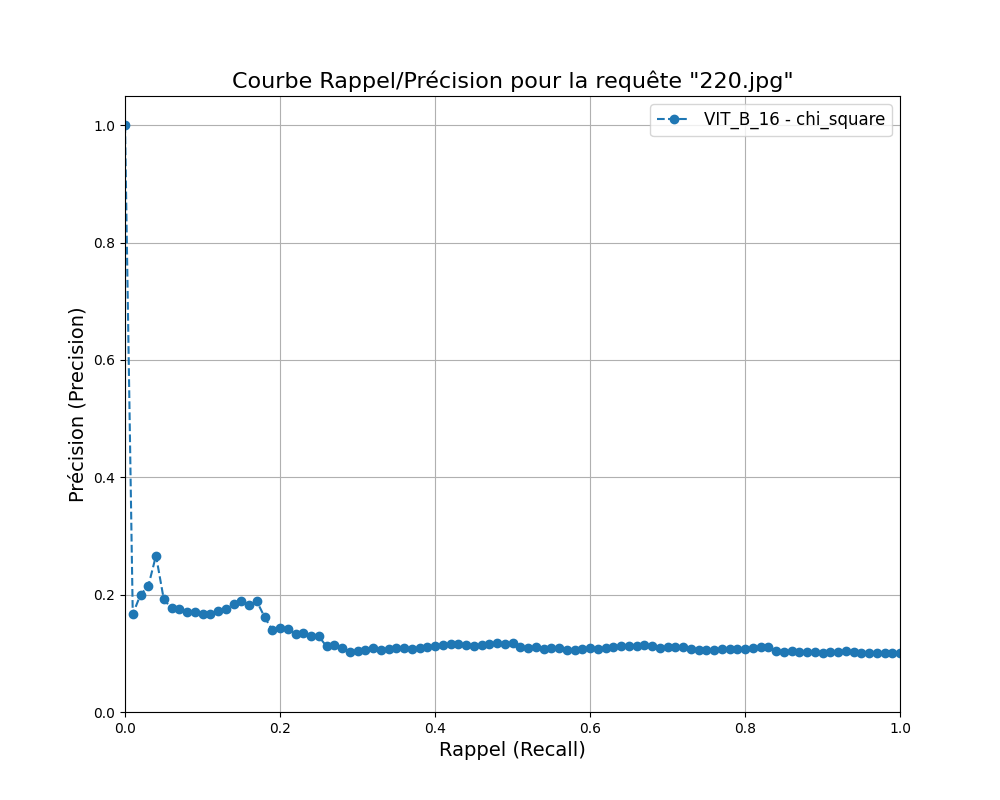 Courbe Rappel/Précision pour la requête "220.jpg"
VIT_B_16 - chi_square
1.0
0.8
0.6
0.4
0.2
0.0
Précision (Precision)
0.0 0.2 0.4 0.6 0.8 1.0
Rappel (Recall)